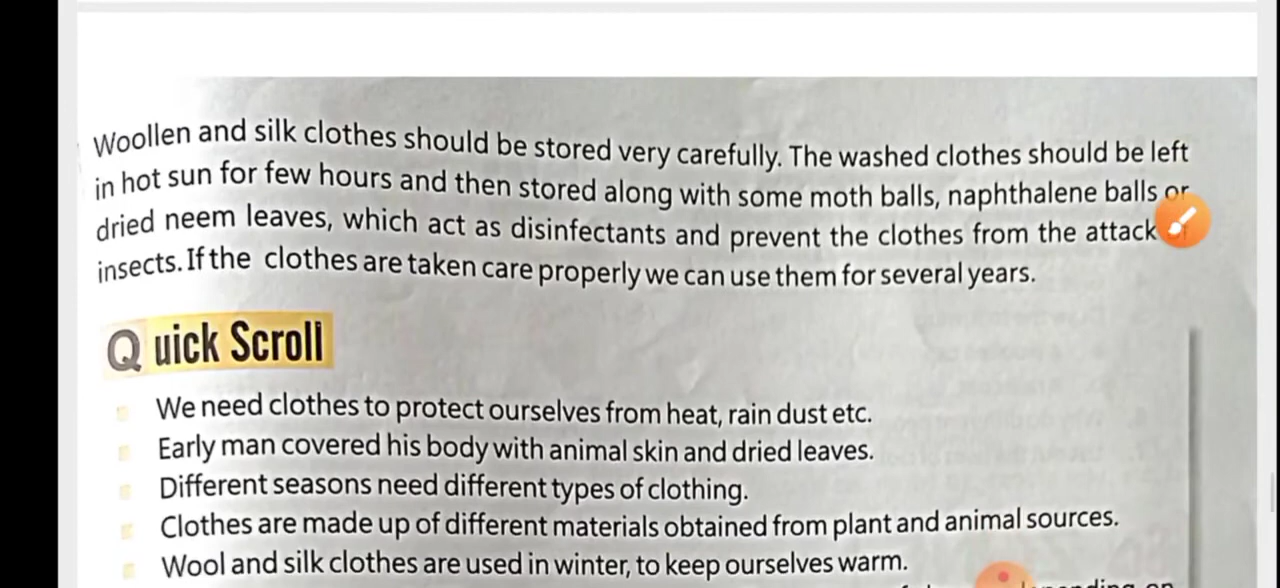 Woollen and silk clothes should be stored very carefully. The washed clothes should be left
in hot sun for few hours and then stored along with some moth balls, naphthalene balls or
dried neem leaves, which act as disinfectants and prevent the clothes from the attack
insects. If the clothes are taken care properly we can use them for several years.
Quick Scroll
We need clothes to protect ourselves from heat, rain dust etc.
Early man covered his body with animal skin and dried leaves.
Different seasons need different types of clothing.
Clothes are made up of different materials obtained from plant and animal sources.
Wool and silk clothes are used in winter, to keep ourselves warm.